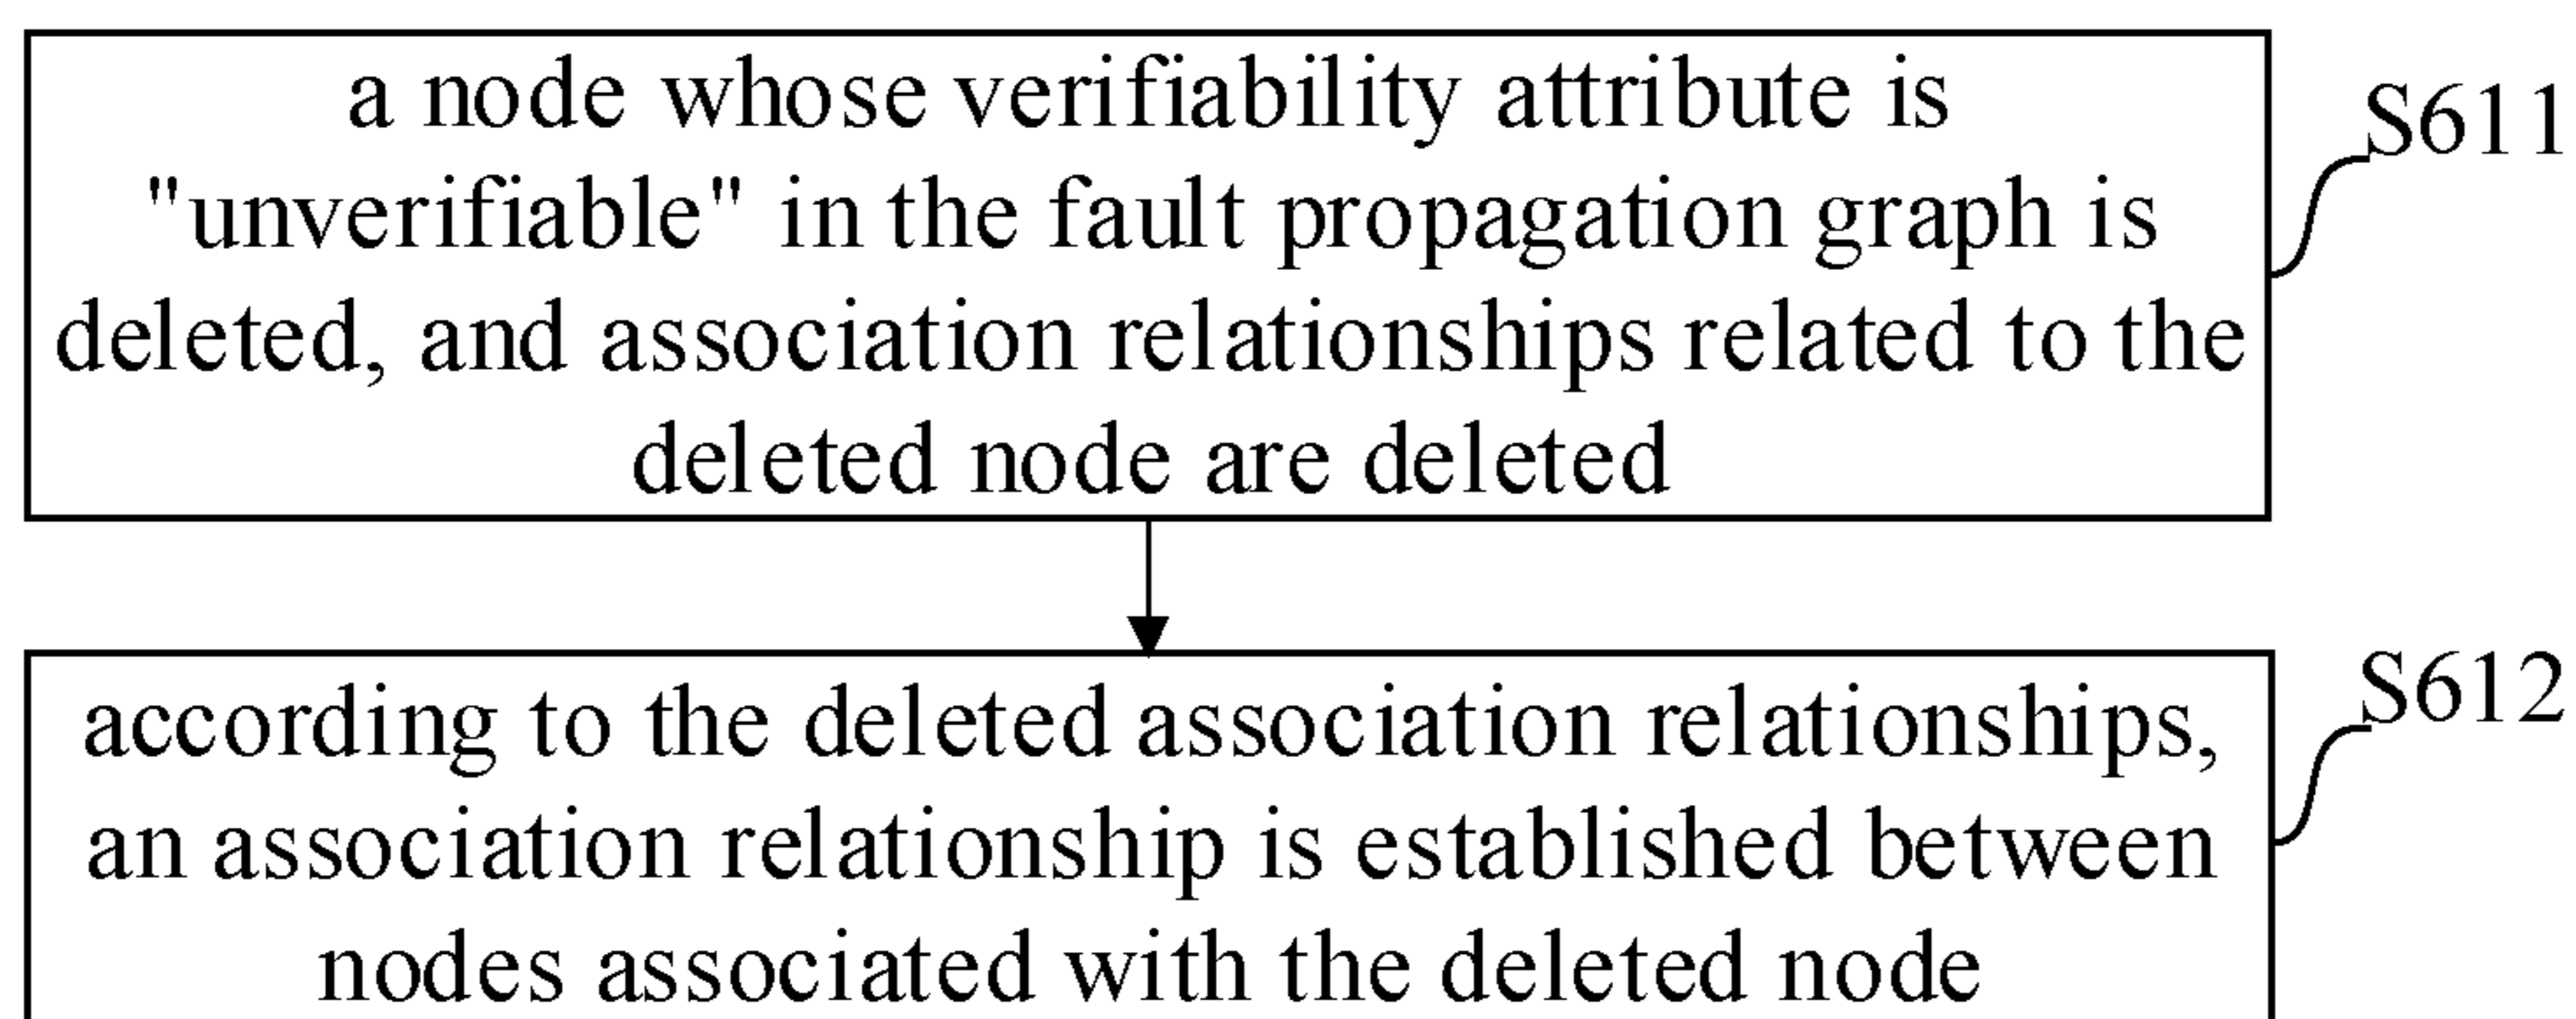 a node whose verifiability attribute is
"unverifiable" in the fault propagation graph is
deleted, and association relationships related to the
deleted node are deleted
S611
according to the deleted association relationships,
an association relationship is established between
nodes associated with the deleted node
S612